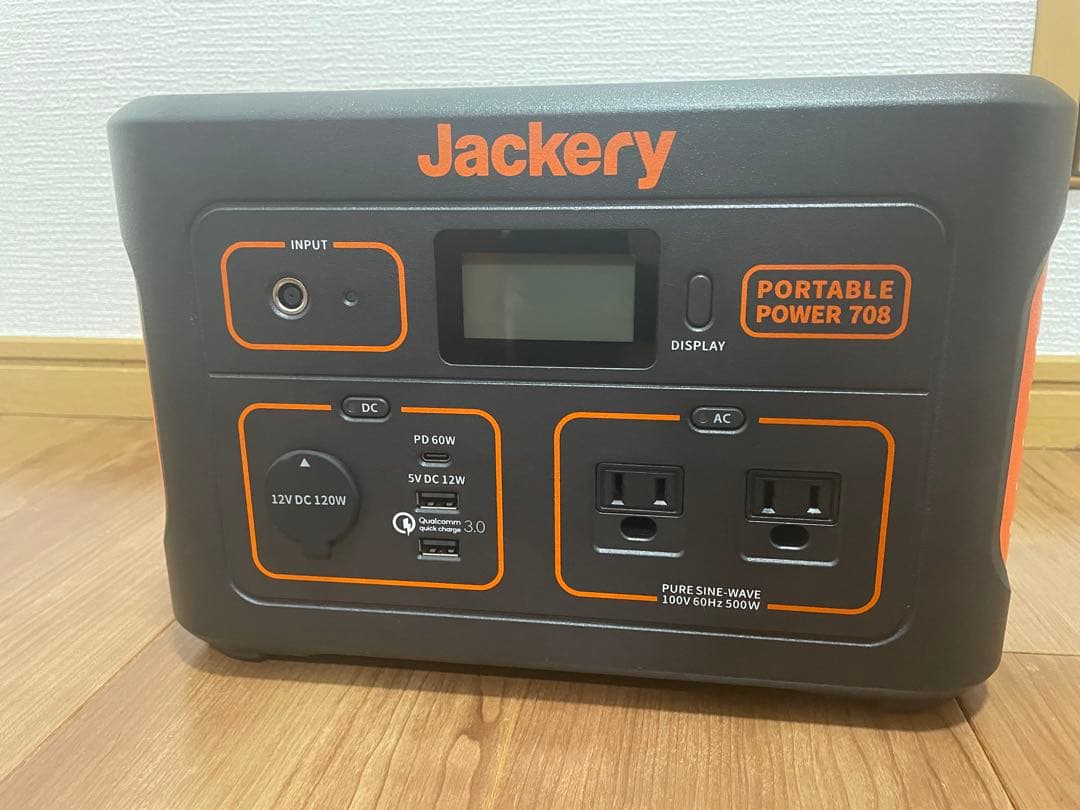 Jackery
INPUT
DISPLAY
PORTABLE
POWER 708
DC
PD 60W
5V DC 12W
12V DC 120W
Qualcomm
quick charge 3.0
AC
PURE SINE-WAVE
100V 60Hz 500W